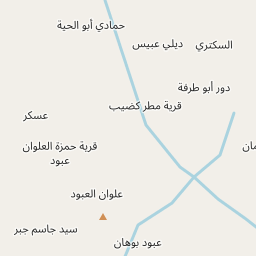 حمادي أبو الحية
ديلي عبيس
السكتري
دور أبو طرفة
قرية مطر كضيب
عسكر
قرية حمزة العلوان
عبود
علوان العبود
سيد جاسم جبر
عبود بوهان